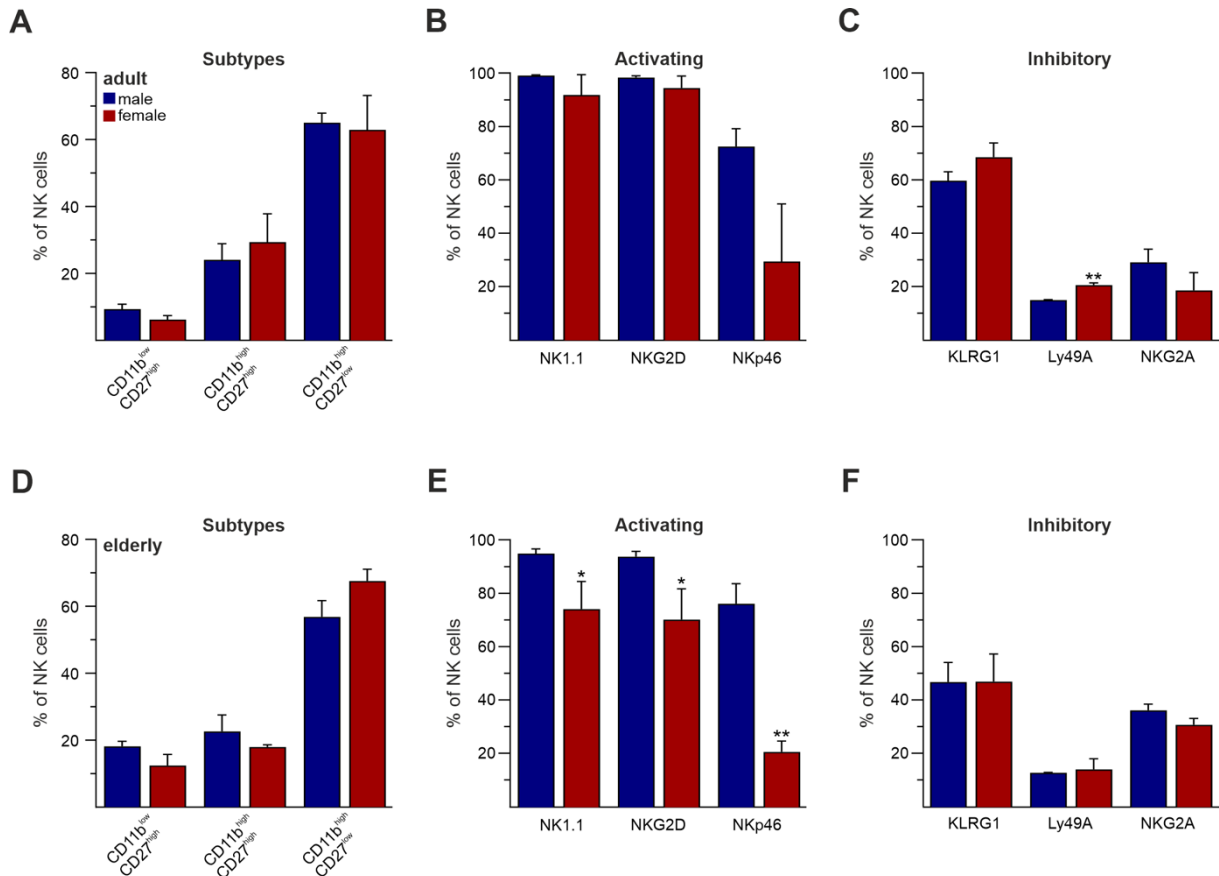 A
Subtypes
adult
male
female
80
60
40
20
% of NK cells
CD11b^low
CD27^high
CD11b^high
CD27^high
CD11b^high
CD27^low
B
Activating
100
80
60
40
20
% of NK cells
NK1.1
NKG2D
NKp46
C
Inhibitory
100
80
60
40
20
% of NK cells
**
KLRG1
Ly49A
NKG2A
D
Subtypes
elderly
80
60
40
20
% of NK cells
CD11b^low
CD27^high
CD11b^high
CD27^high
CD11b^high
CD27^low
E
Activating
100
80
60
40
20
% of NK cells
*
*
**
NK1.1
NKG2D
NKp46
F
Inhibitory
100
80
60
40
20
% of NK cells
KLRG1
Ly49A
NKG2A